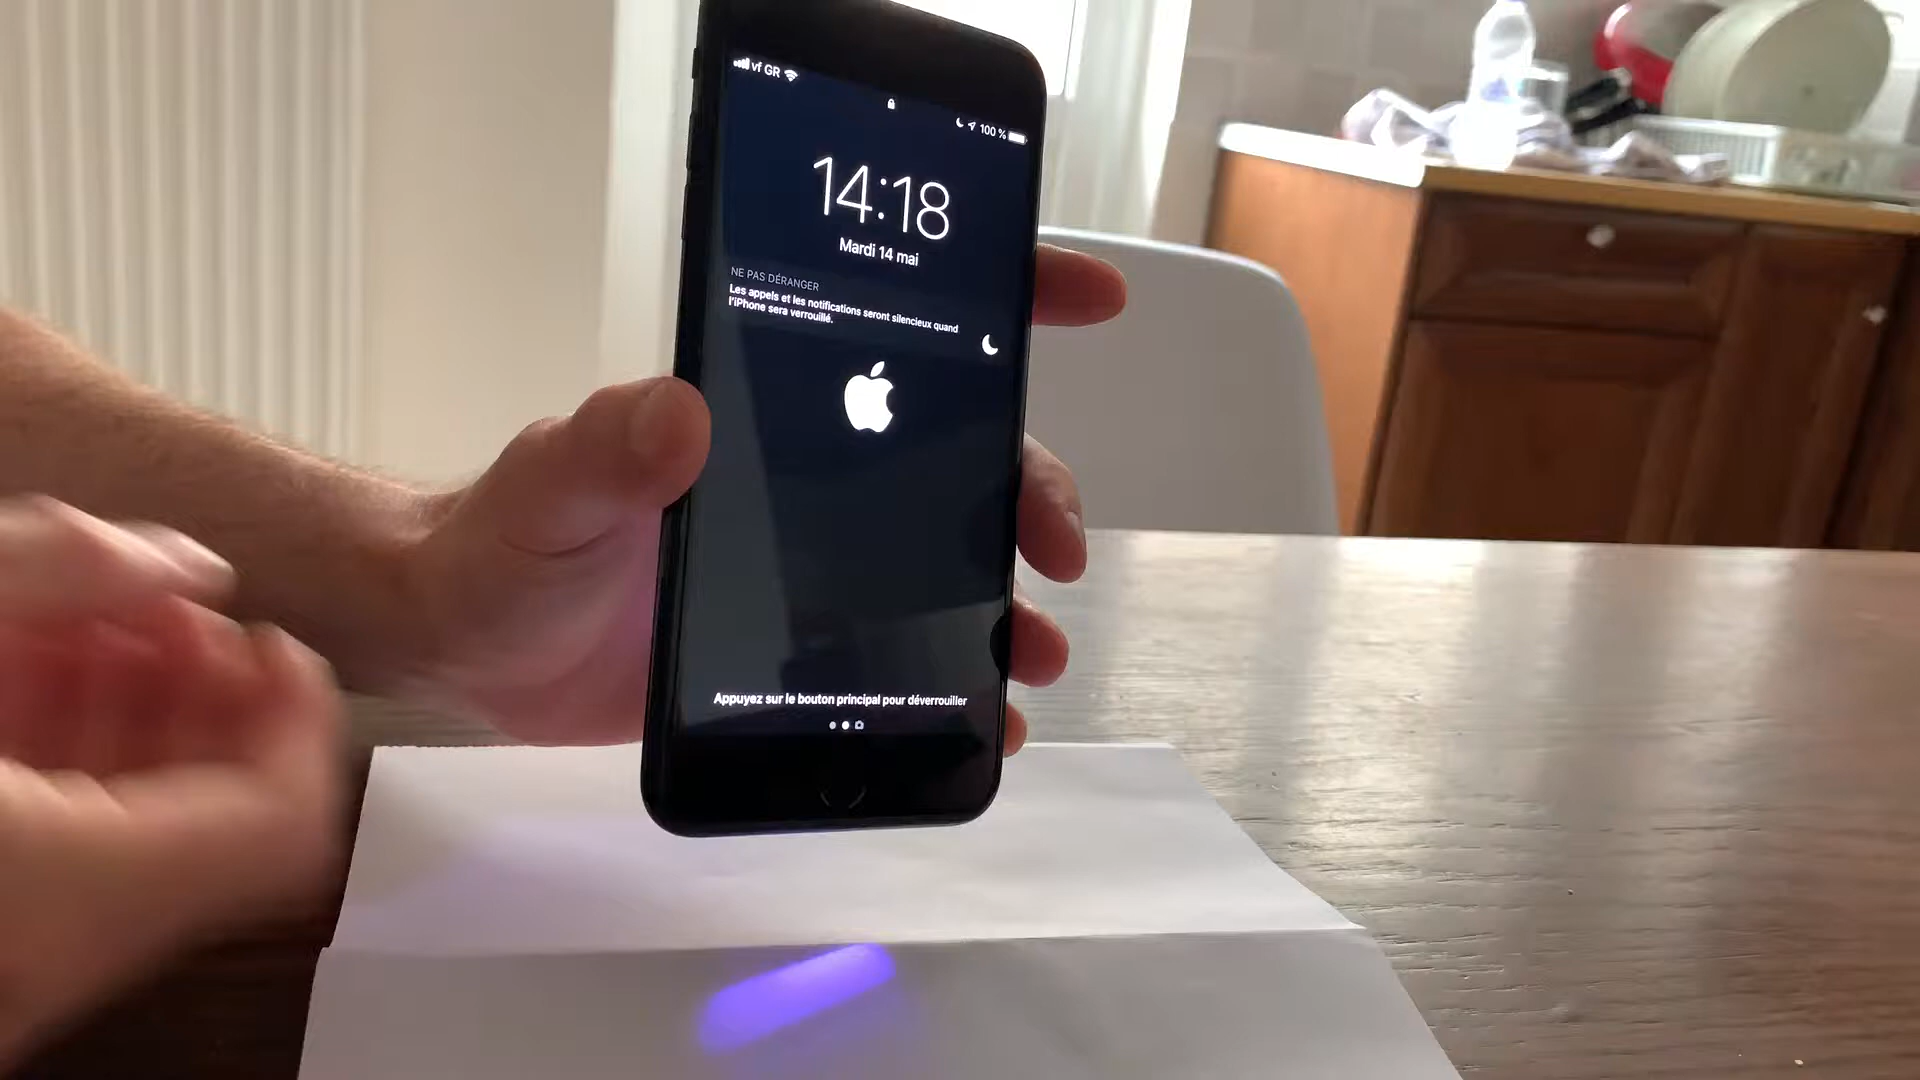 vf GR
100 %
14:18
Mardi 14 mai
NE PAS DÉRANGER
Les appels et les notifications seront silencieux quand
l'iPhone sera verrouillé.
Appuyez sur le bouton principal pour déverrouiller